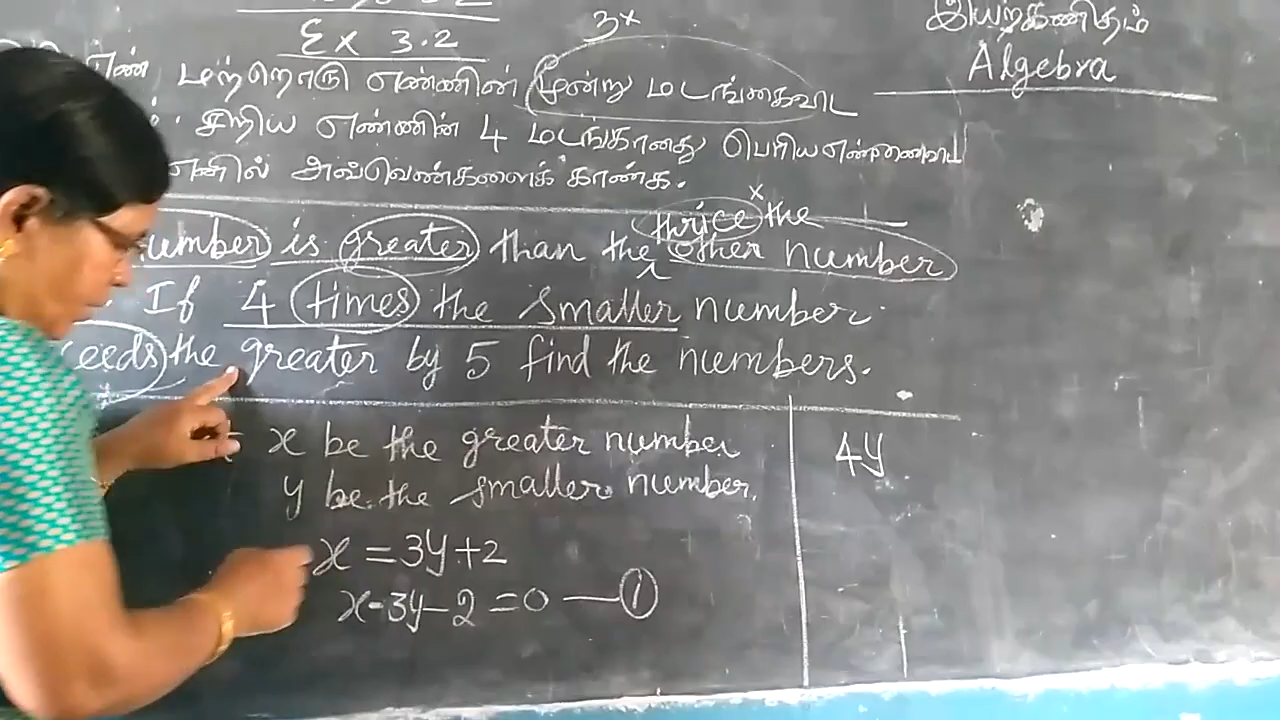 Ex 3.2
3x
இயற்கணிதம்
Algebra
எண் மற்றொரு எண்ணின் மூன்று மடங்கைவிட
சிறிய எண்ணின் 4 மடங்கானது பெரிய எண்ணைவிட
எனில் அவ்வெண்களைக் காண்க.
x
thrice the
umber is greater than the ^ other number
If 4 times the smaller number.
eeds the greater by 5 find the numbers.
x be the greater number
y be the smaller number.
4y
x = 3y+2
x-3y-2=0 — ①